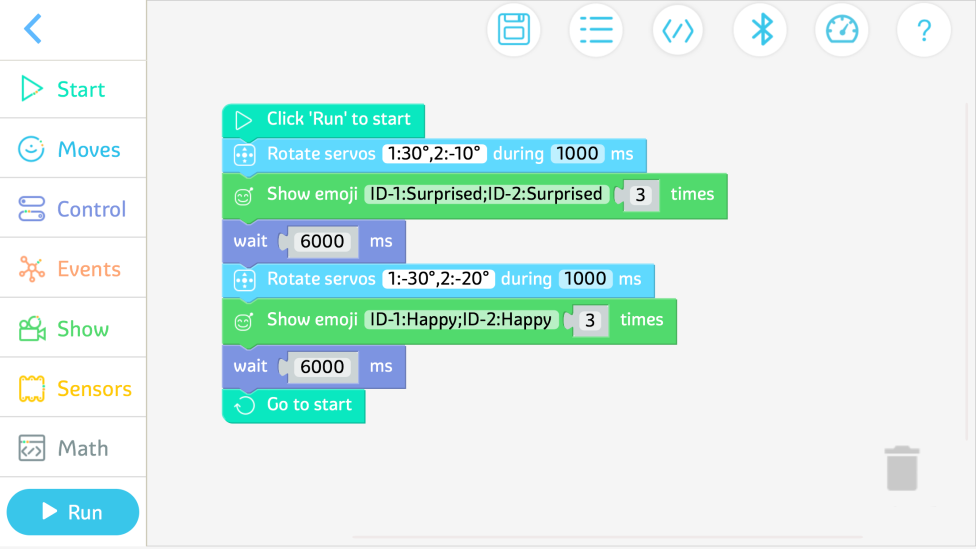 ?
Start
Moves
Control
Events
Show
Sensors
Math
Run
Click 'Run' to start
Rotate servos 1:30°,2:-10° during 1000 ms
Show emoji ID-1:Surprised;ID-2:Surprised 3 times
wait 6000 ms
Rotate servos 1:-30°,2:-20° during 1000 ms
Show emoji ID-1:Happy;ID-2:Happy 3 times
wait 6000 ms
Go to start